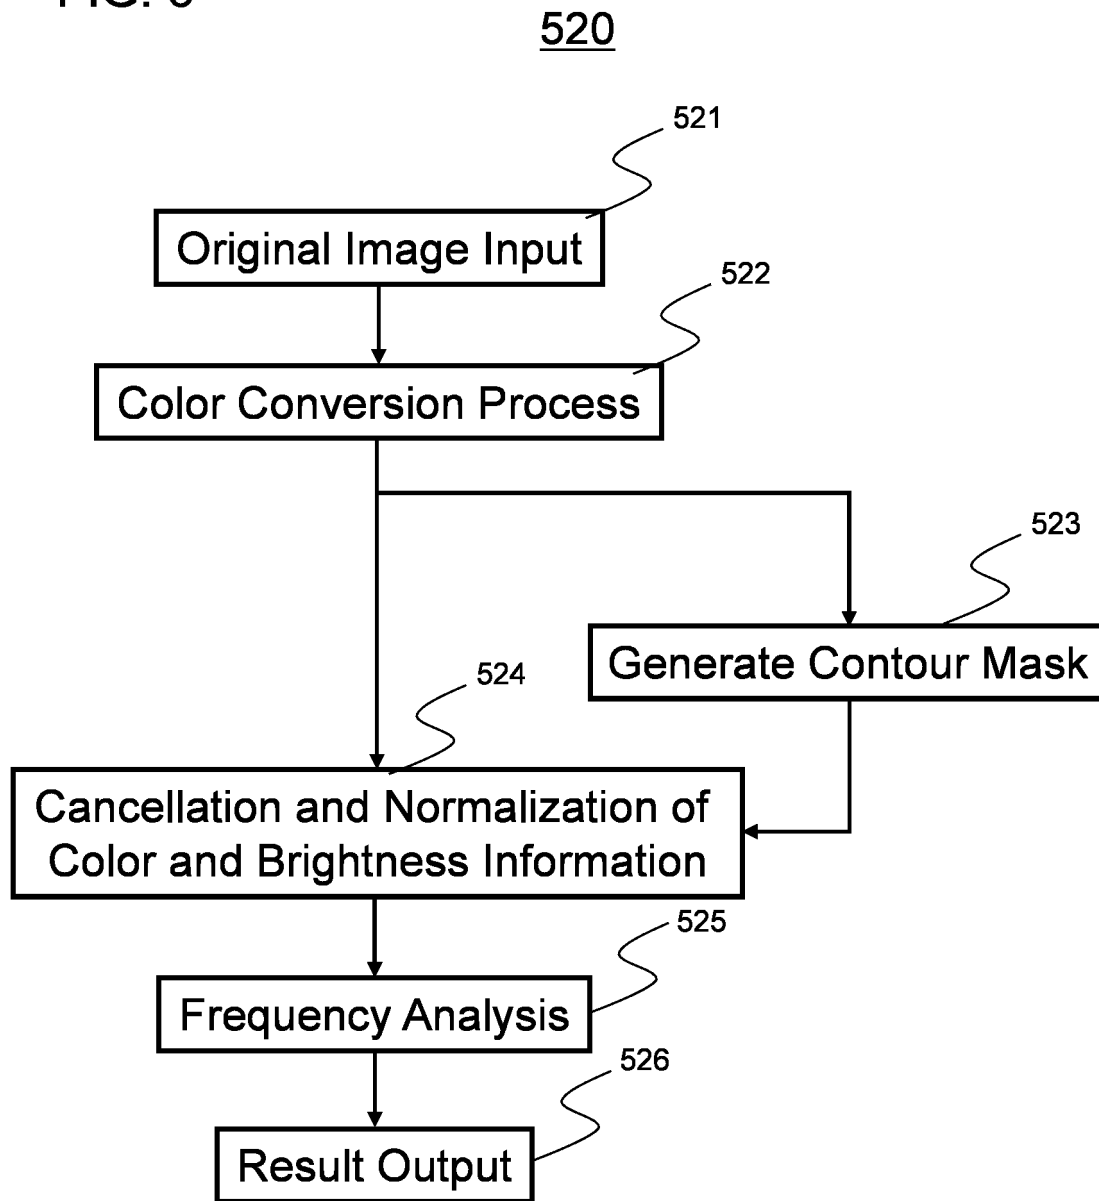 FIG.
520
521
Original Image Input
522
Color Conversion Process
523
Generate Contour Mask
524
Cancellation and Normalization of
Color and Brightness Information
525
Frequency Analysis
526
Result Output